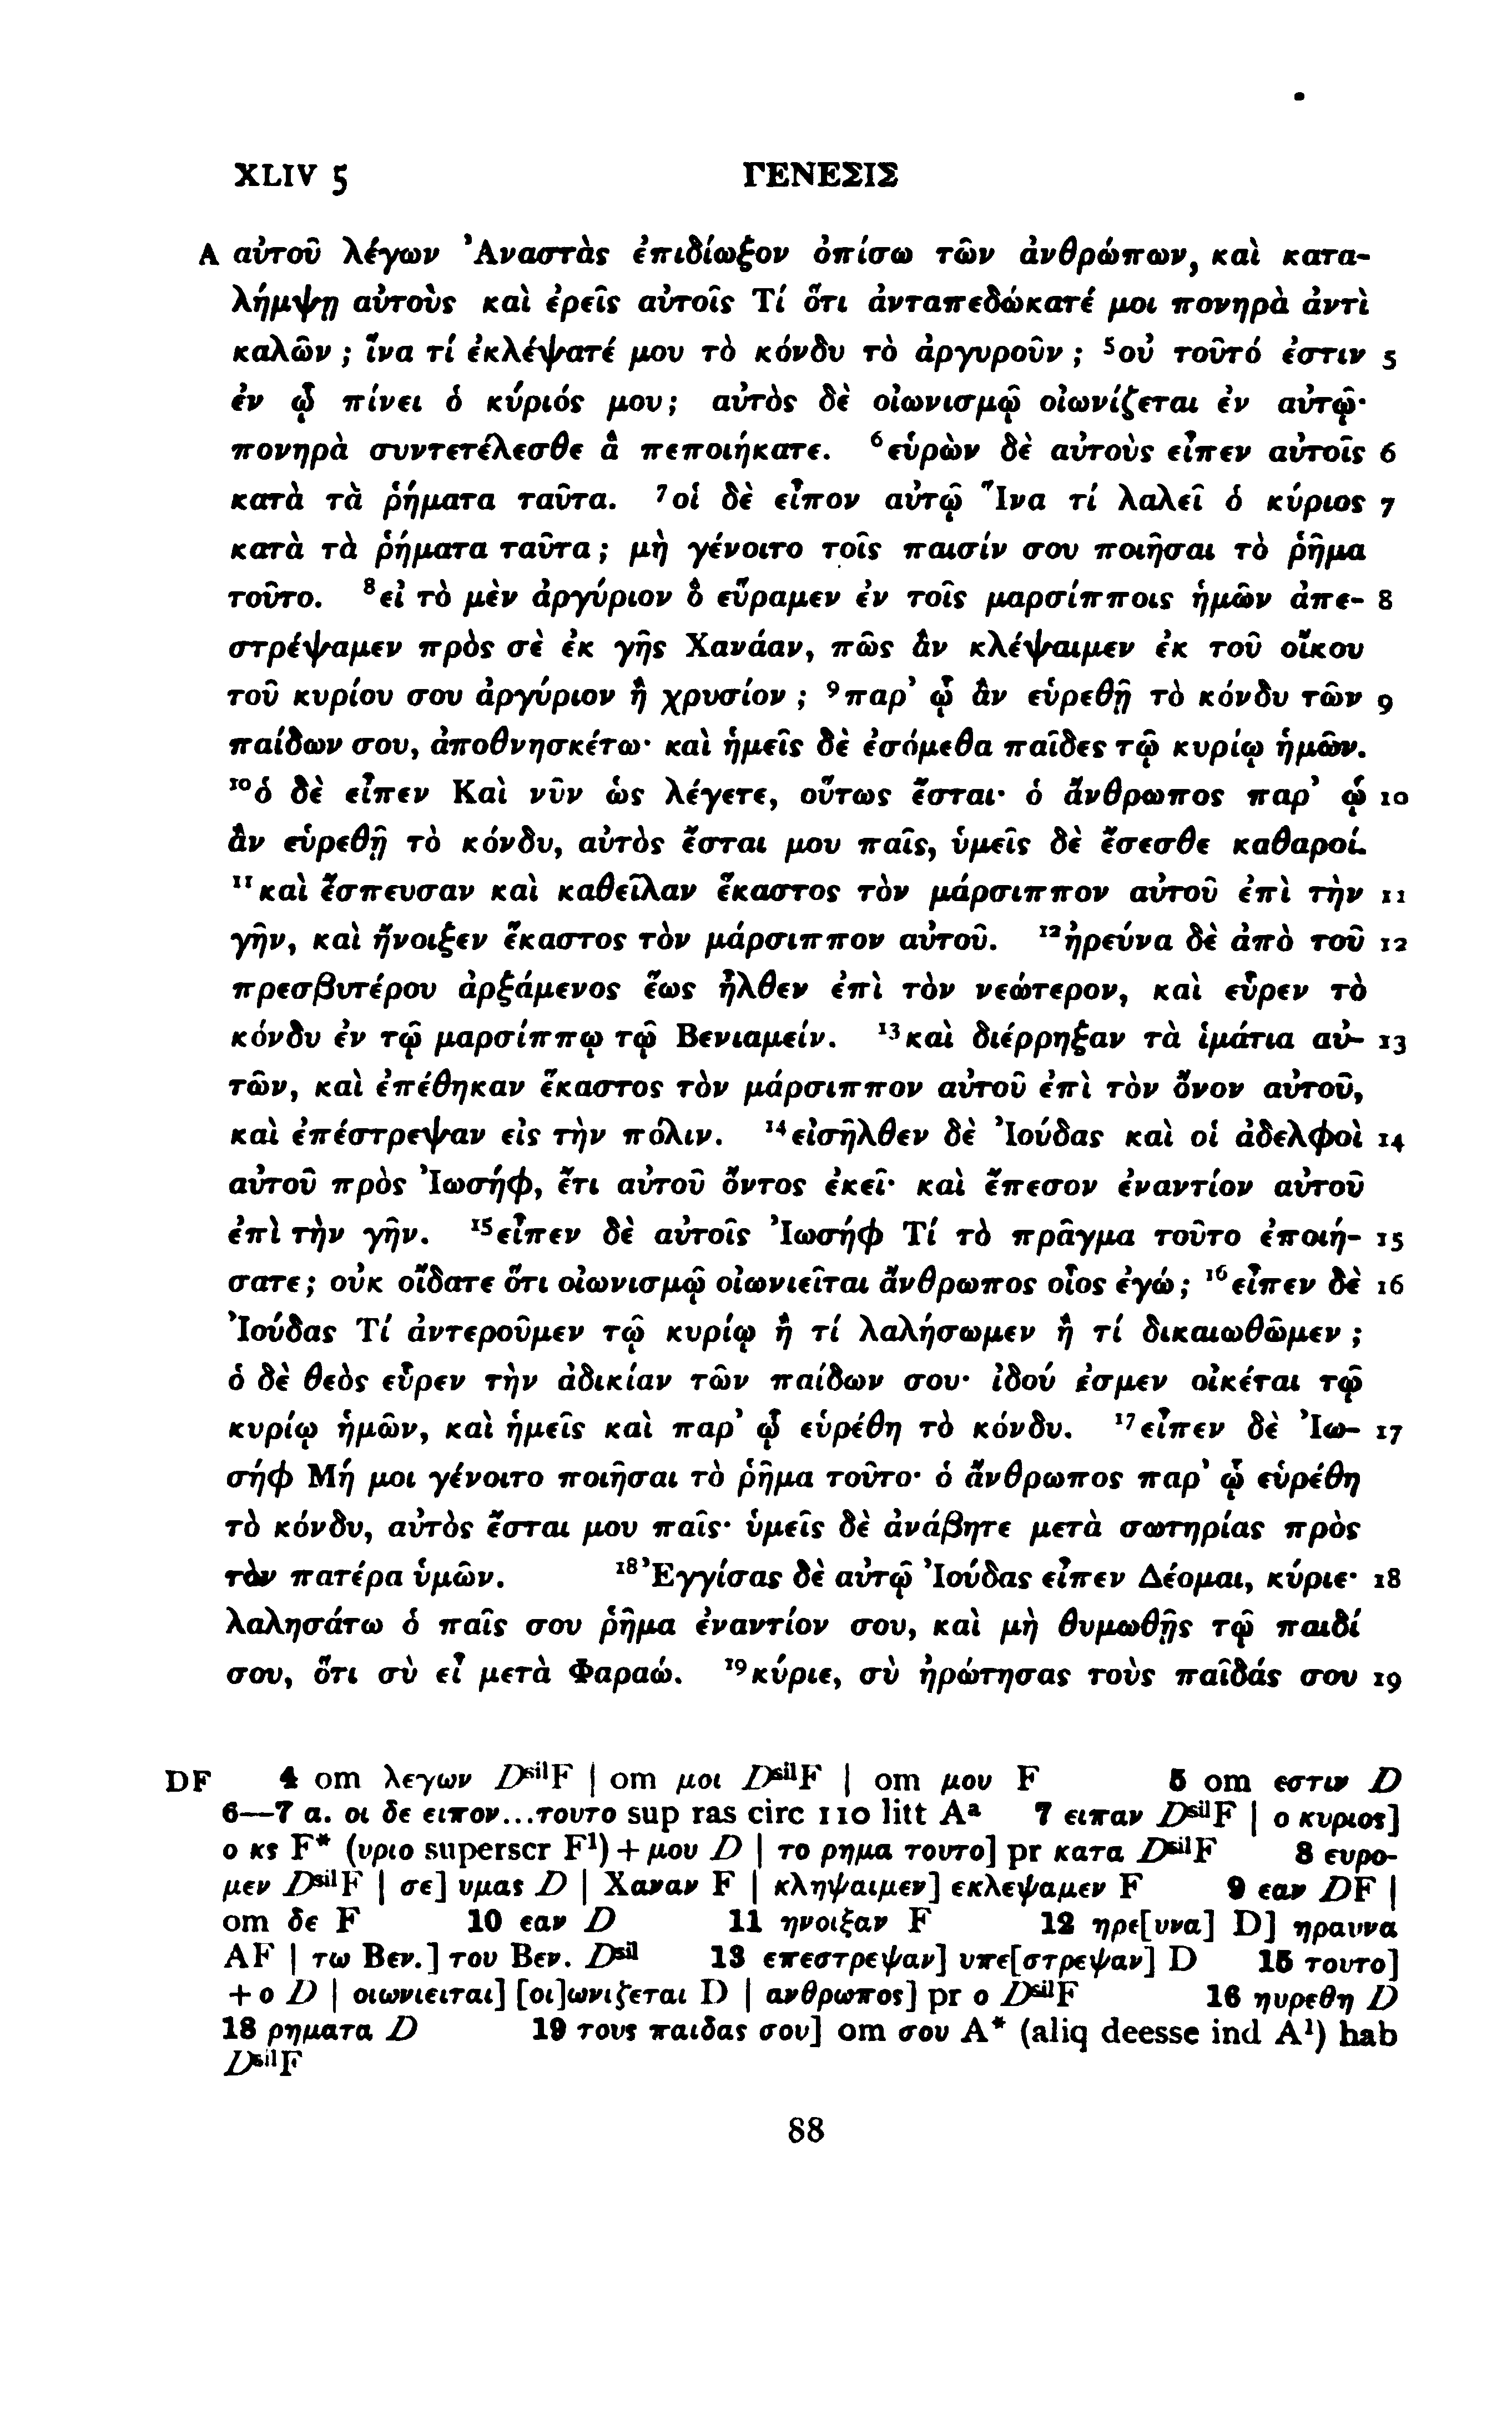 XLIV 5 ΓΕΝΕΣΙΣ
A αὐτοῦ λέγων Ἀναστὰς ἐπιδίωξον ὀπίσω τῶν ἀνθρώπων, καὶ κατα-
λήμψῃ αὐτοὺς καὶ ἐρεῖς αὐτοῖς Τί ὅτι ἀνταπεδώκατέ μοι πονηρὰ ἀντὶ
καλῶν; ἵνα τί ἐκλέψατέ μου τὸ κόνδυ τὸ ἀργυροῦν; ⁵οὐ τοῦτό ἐστιν 5
ἐν ᾧ πίνει ὁ κύριός μου; αὐτὸς δὲ οἰωνισμῷ οἰωνίζεται ἐν αὐτῷ·
πονηρὰ συντετέλεσθε ἃ πεποιήκατε. ⁶εὑρὼν δὲ αὐτοὺς εἶπεν αὐτοῖς 6
κατὰ τὰ ῥήματα ταῦτα. ⁷οἱ δὲ εἶπον αὐτῷ Ἵνα τί λαλεῖ ὁ κύριος 7
κατὰ τὰ ῥήματα ταῦτα; μὴ γένοιτο τοῖς παισίν σου ποιῆσαι τὸ ῥῆμα
τοῦτο. ⁸εἰ τὸ μὲν ἀργύριον ὃ εὕραμεν ἐν τοῖς μαρσίπποις ἡμῶν ἀπε- 8
στρέψαμεν πρὸς σὲ ἐκ γῆς Χανάαν, πῶς ἂν κλέψαιμεν ἐκ τοῦ οἴκου
τοῦ κυρίου σου ἀργύριον ἢ χρυσίον; ⁹παρ’ ᾧ ἂν εὑρεθῇ τὸ κόνδυ τῶν 9
παίδων σου, ἀποθνησκέτω· καὶ ἡμεῖς δὲ ἐσόμεθα παῖδες τῷ κυρίῳ ἡμῶν.
¹⁰ὁ δὲ εἶπεν Καὶ νῦν ὡς λέγετε, οὕτως ἔσται· ὁ ἄνθρωπος παρ’ ᾧ 10
ἂν εὑρεθῇ τὸ κόνδυ, αὐτὸς ἔσται μου παῖς, ὑμεῖς δὲ ἔσεσθε καθαροί.
¹¹καὶ ἔσπευσαν καὶ καθεῖλαν ἕκαστος τὸν μάρσιππον αὐτοῦ ἐπὶ τὴν 11
γῆν, καὶ ἤνοιξεν ἕκαστος τὸν μάρσιππον αὐτοῦ. ¹²ἠρεύνα δὲ ἀπὸ τοῦ 12
πρεσβυτέρου ἀρξάμενος ἕως ἦλθεν ἐπὶ τὸν νεώτερον, καὶ εὗρεν τὸ
κόνδυ ἐν τῷ μαρσίππῳ τῷ Βενιαμείν. ¹³καὶ διέρρηξαν τὰ ἱμάτια αὐ- 13
τῶν, καὶ ἐπέθηκαν ἕκαστος τὸν μάρσιππον αὐτοῦ ἐπὶ τὸν ὄνον αὐτοῦ,
καὶ ἐπέστρεψαν εἰς τὴν πόλιν. ¹⁴εἰσῆλθεν δὲ Ἰούδας καὶ οἱ ἀδελφοὶ 14
αὐτοῦ πρὸς Ἰωσήφ, ἔτι αὐτοῦ ὄντος ἐκεῖ· καὶ ἔπεσον ἐναντίον αὐτοῦ
ἐπὶ τὴν γῆν. ¹⁵εἶπεν δὲ αὐτοῖς Ἰωσήφ Τί τὸ πρᾶγμα τοῦτο ἐποιή- 15
σατε; οὐκ οἴδατε ὅτι οἰωνισμῷ οἰωνιεῖται ἄνθρωπος οἷος ἐγώ; ¹⁶εἶπεν δὲ 16
Ἰούδας Τί ἀντεροῦμεν τῷ κυρίῳ ἢ τί λαλήσωμεν ἢ τί δικαιωθῶμεν;
ὁ δὲ θεὸς εὗρεν τὴν ἀδικίαν τῶν παίδων σου· ἰδού ἐσμεν οἰκέται τῷ
κυρίῳ ἡμῶν, καὶ ἡμεῖς καὶ παρ’ ᾧ εὑρέθη τὸ κόνδυ. ¹⁷εἶπεν δὲ Ἰω- 17
σήφ Μή μοι γένοιτο ποιῆσαι τὸ ῥῆμα τοῦτο· ὁ ἄνθρωπος παρ’ ᾧ εὑρέθη
τὸ κόνδυ, αὐτὸς ἔσται μου παῖς· ὑμεῖς δὲ ἀνάβητε μετὰ σωτηρίας πρὸς
τὸν πατέρα ὑμῶν. ¹⁸Ἐγγίσας δὲ αὐτῷ Ἰούδας εἶπεν Δέομαι, κύριε· 18
λαλησάτω ὁ παῖς σου ῥῆμα ἐναντίον σου, καὶ μὴ θυμωθῇς τῷ παιδί
σου, ὅτι σὺ εἶ μετὰ Φαραώ. ¹⁹κύριε, σὺ ἠρώτησας τοὺς παῖδάς σου 19
DF 4 om λεγων Dˢⁱˡ F | om μοι Dˢⁱˡ F | om μου F 5 om εστιν D
6—7 α. οι δε ειπον...τουτο sup ras circ 110 litt Aᵃ 7 ειπαν Dˢⁱˡ F | ο κυριος]
ο κς F* (υριο superscr F¹) + μου D | το ρημα τουτο] pr κατα Dˢⁱˡ F 8 ευρο-
μεν Dˢⁱˡ F | σε] υμας D | Χαναν F | κληψαιμεν] εκλεψαμεν F 9 εαν DF |
om δε F 10 εαν D 11 ηνοιξαν F 12 ηρε[υνα] D] ηραυνα
AF | τω Βεν.] του Βεν. Dˢⁱˡ 13 επεστρεψαν] υπε[στρεψαν] D 15 τουτο]
+ ο D | οιωνιειται] [οι]ωνιζεται D | ανθρωπος] pr ο Dˢⁱˡ F 16 ηυρεθη D
18 ρηματα D 19 τους παιδας σου] om σου A* (aliq deesse ind A¹) hab
Dˢⁱˡ F
88